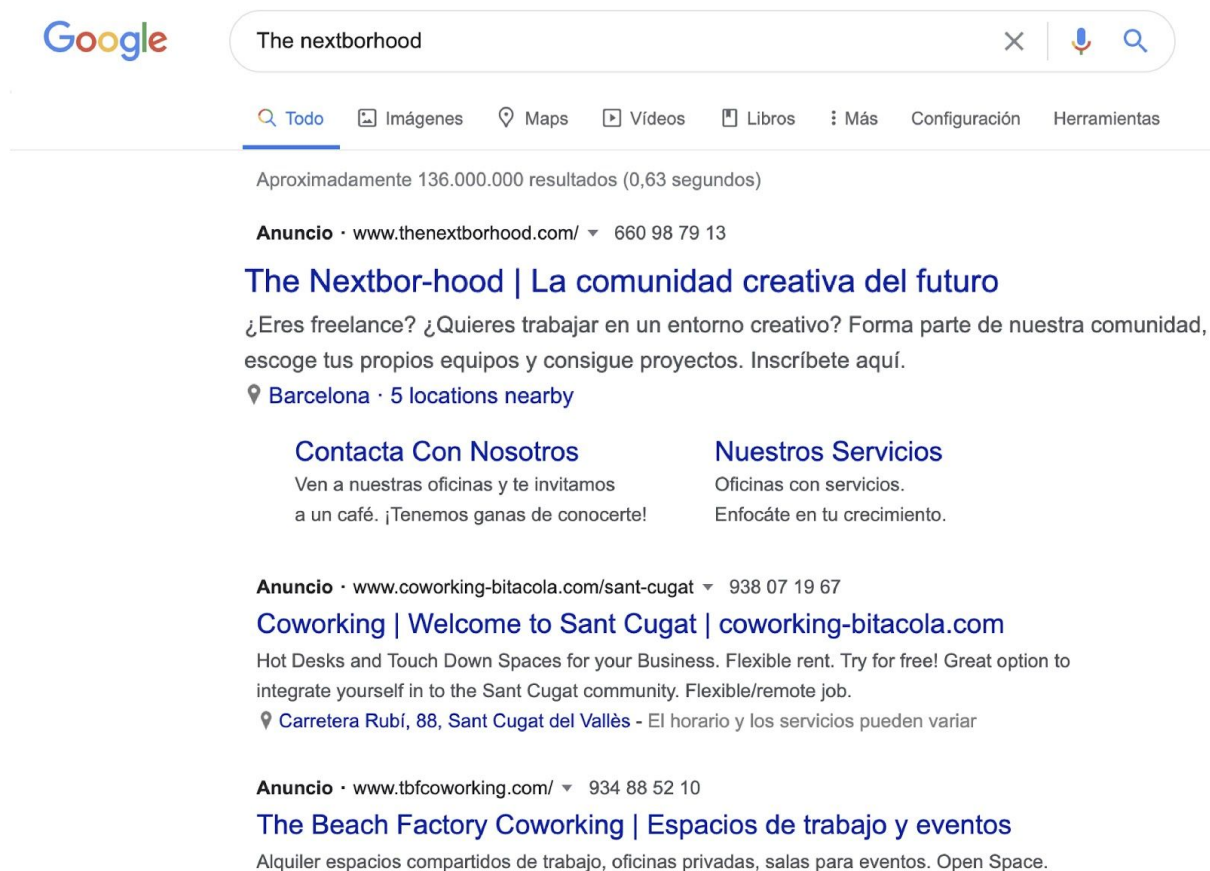 Google
The nextborhood
Todo Imágenes Maps Vídeos Libros Más Configuración Herramientas
Aproximadamente 136.000.000 resultados (0,63 segundos)
Anuncio · www.thenextborhood.com/ 660 98 79 13
The Nextbor-hood | La comunidad creativa del futuro
¿Eres freelance? ¿Quieres trabajar en un entorno creativo? Forma parte de nuestra comunidad,
escoge tus propios equipos y consigue proyectos. Inscríbete aquí.
Barcelona · 5 locations nearby
Contacta Con Nosotros
Ven a nuestras oficinas y te invitamos
a un café. ¡Tenemos ganas de conocerte!
Nuestros Servicios
Oficinas con servicios.
Enfocáte en tu crecimiento.
Anuncio · www.coworking-bitacola.com/sant-cugat 938 07 19 67
Coworking | Welcome to Sant Cugat | coworking-bitacola.com
Hot Desks and Touch Down Spaces for your Business. Flexible rent. Try for free! Great option to
integrate yourself in to the Sant Cugat community. Flexible/remote job.
Carretera Rubí, 88, Sant Cugat del Vallès - El horario y los servicios pueden variar
Anuncio · www.tbfcoworking.com/ 934 88 52 10
The Beach Factory Coworking | Espacios de trabajo y eventos
Alquiler espacios compartidos de trabajo, oficinas privadas, salas para eventos. Open Space.